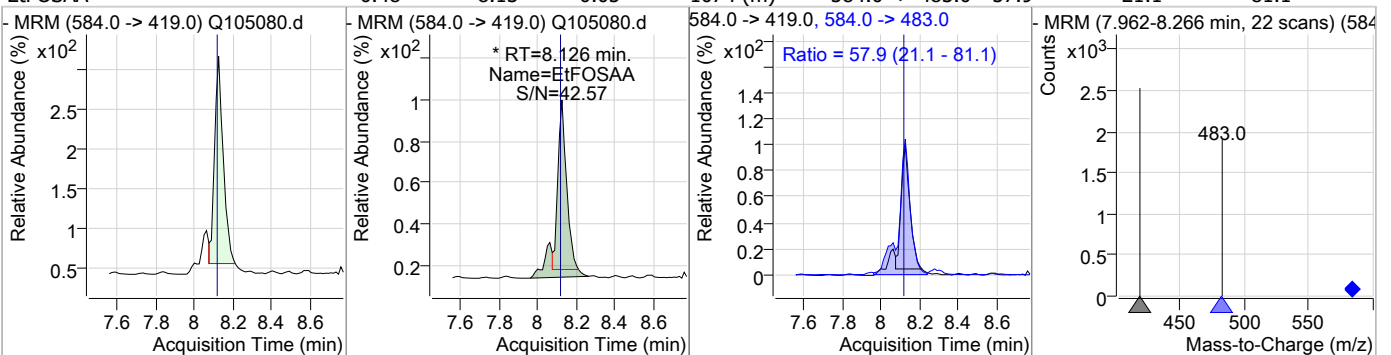 - MRM (584.0 -> 419.0) Q105080.d
Relative Abundance (%)
x10²
2.5
2
1.5
1
0.5
7.6 7.8 8 8.2 8.4 8.6
Acquisition Time (min)
- MRM (584.0 -> 419.0) Q105080.d
Relative Abundance (%)
x10²
* RT=8.126 min.
Name=EtFOSAA
S/N=42.57
1
0.8
0.6
0.4
0.2
7.6 7.8 8 8.2 8.4 8.6
Acquisition Time (min)
584.0 -> 419.0, 584.0 -> 483.0
Relative Abundance (%)
x10²
Ratio = 57.9 (21.1 - 81.1)
1.4
1.2
1
0.8
0.6
0.4
0.2
0
7.6 7.8 8 8.2 8.4 8.6
Acquisition Time (min)
- MRM (7.962-8.266 min, 22 scans) (584
Counts
x10³
483.0
2
1.5
1
0.5
0
450 500 550
Mass-to-Charge (m/z)